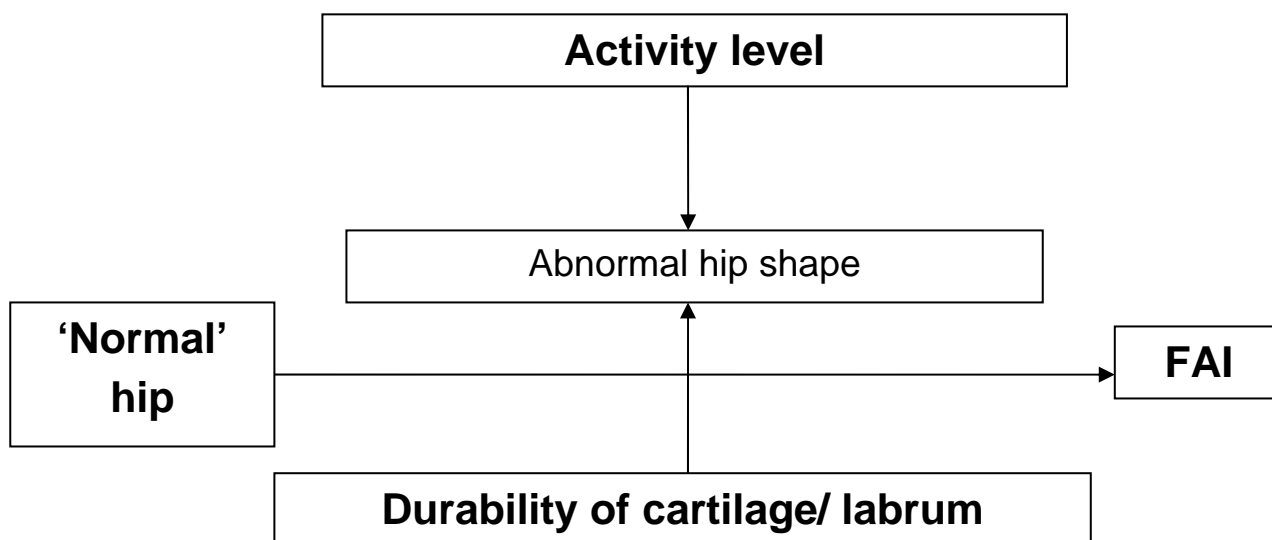 Activity level
Abnormal hip shape
‘Normal’
hip
FAI
Durability of cartilage/ labrum